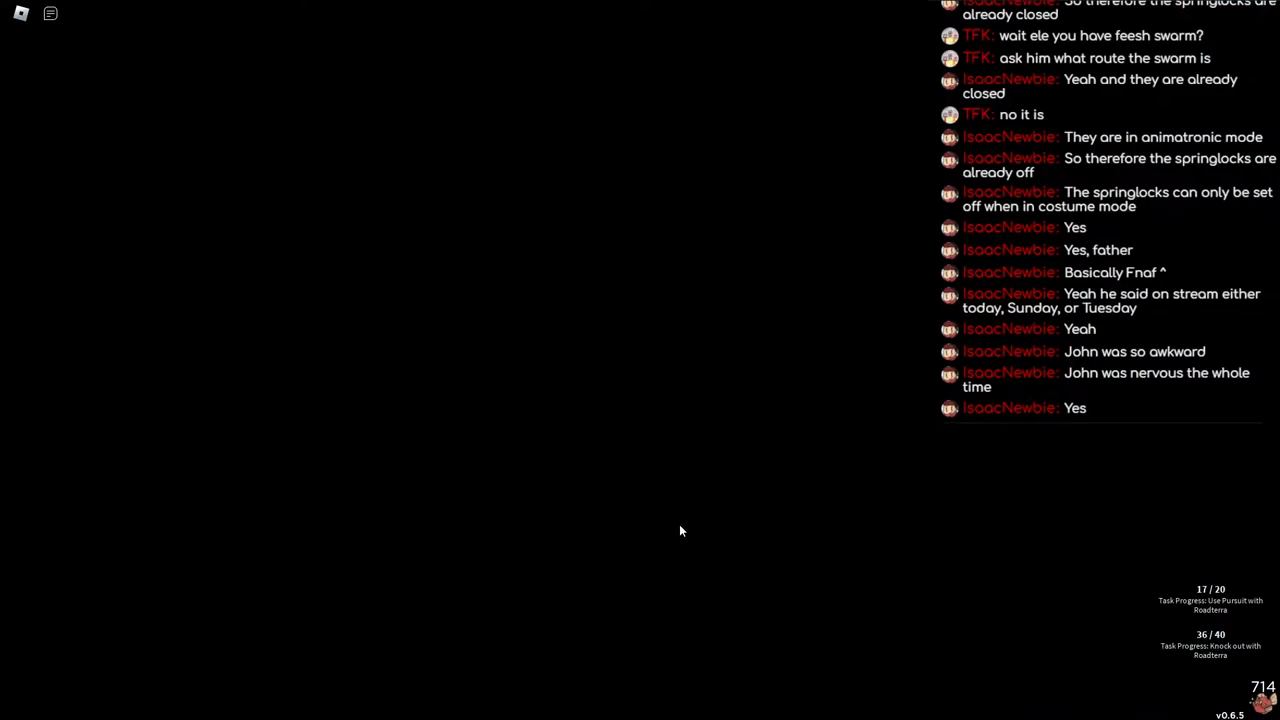 IsaacNewbie: So therefore the springlocks are
already closed
TFK: wait ele you have feesh swarm?
TFK: ask him what route the swarm is
IsaacNewbie: Yeah and they are already
closed
TFK: no it is
IsaacNewbie: They are in animatronic mode
IsaacNewbie: So therefore the springlocks are
already off
IsaacNewbie: The springlocks can only be set
off when in costume mode
IsaacNewbie: Yes
IsaacNewbie: Yes, father
IsaacNewbie: Basically Fnaf ^
IsaacNewbie: Yeah he said on stream either
today, Sunday, or Tuesday
IsaacNewbie: Yeah
IsaacNewbie: John was so awkward
IsaacNewbie: John was nervous the whole
time
IsaacNewbie: Yes
17 / 20
Task Progress: Use Pursuit with
Roadterra
36 / 40
Task Progress: Knock out with
Roadterra
714
v0.6.5